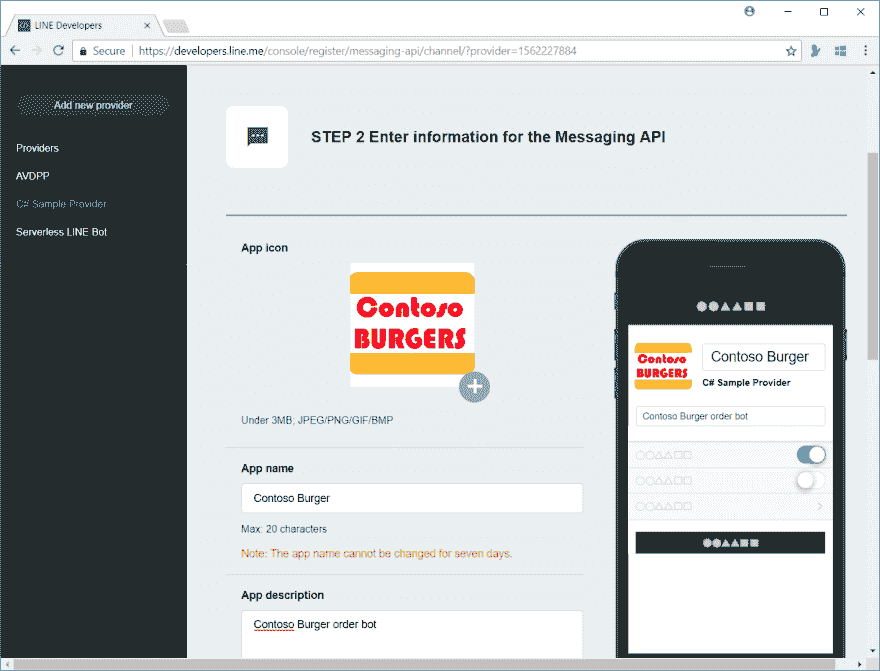 LINE Developers
Secure
https://developers.line.me/console/register/messaging-api/channel/?provider=1562227884
Add new provider
Providers
AVDPP
C# Sample Provider
Serverless LINE Bot
STEP 2 Enter information for the Messaging API
App icon
Contoso
BURGERS
Under 3MB, JPEG/PNG/GIF/BMP
App name
Contoso Burger
Max: 20 characters
Note: The app name cannot be changed for seven days.
App description
Contoso Burger order bot
Contoso
BURGERS
Contoso Burger
C# Sample Provider
Contoso Burger order bot